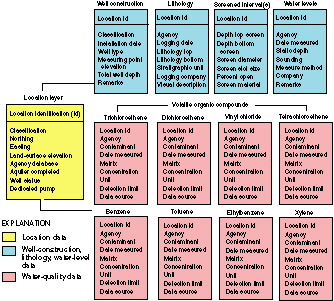 Well construction
Location id
Classification
Installation date
Well type
Measuring point
elevation
Total well depth
Remarks
Lithology
Location id
Agency
Logging date
Lithology top
Lithology bottom
Stratigraphic unit
Logging company
Visual description
Screened interval(s)
Location id
Depth top screen
Depth bottom
screen
Screen diameter
Screen slot size
Percent open
Screen material
Water levels
Location id
Agency
Date measured
Static depth
Sounding
Measure method
Company
Remarks
Location layer
Location identification (id)
Classification
Northing
Easting
Land-surface elevation
Agency database
Aquifer completed
Well status
Dedicated pump
Volatile organic compounds
Trichloroethene
Location id
Agency
Contaminant
Date measured
Matrix
Concentration
Unit
Detection limit
Data source
Dichloroethene
Location id
Agency
Contaminant
Date measured
Matrix
Concentration
Unit
Detection limit
Data source
Vinyl chloride
Location id
Agency
Contaminant
Date measured
Matrix
Concentration
Unit
Detection limit
Data source
Tetrachloroethene
Location id
Agency
Contaminant
Date measured
Matrix
Concentration
Unit
Detection limit
Data source
Benzene
Location id
Agency
Contaminant
Date measured
Matrix
Concentration
Unit
Detection limit
Data source
Toluene
Location id
Agency
Contaminant
Date measured
Matrix
Concentration
Unit
Detection limit
Data source
Ethylbenzene
Location id
Agency
Contaminant
Date measured
Matrix
Concentration
Unit
Detection limit
Data source
Xylene
Location id
Agency
Contaminant
Date measured
Matrix
Concentration
Unit
Detection limit
Data source
EXPLANATION
Location data
Well-construction,
lithology, water-level
data
Water-quality data